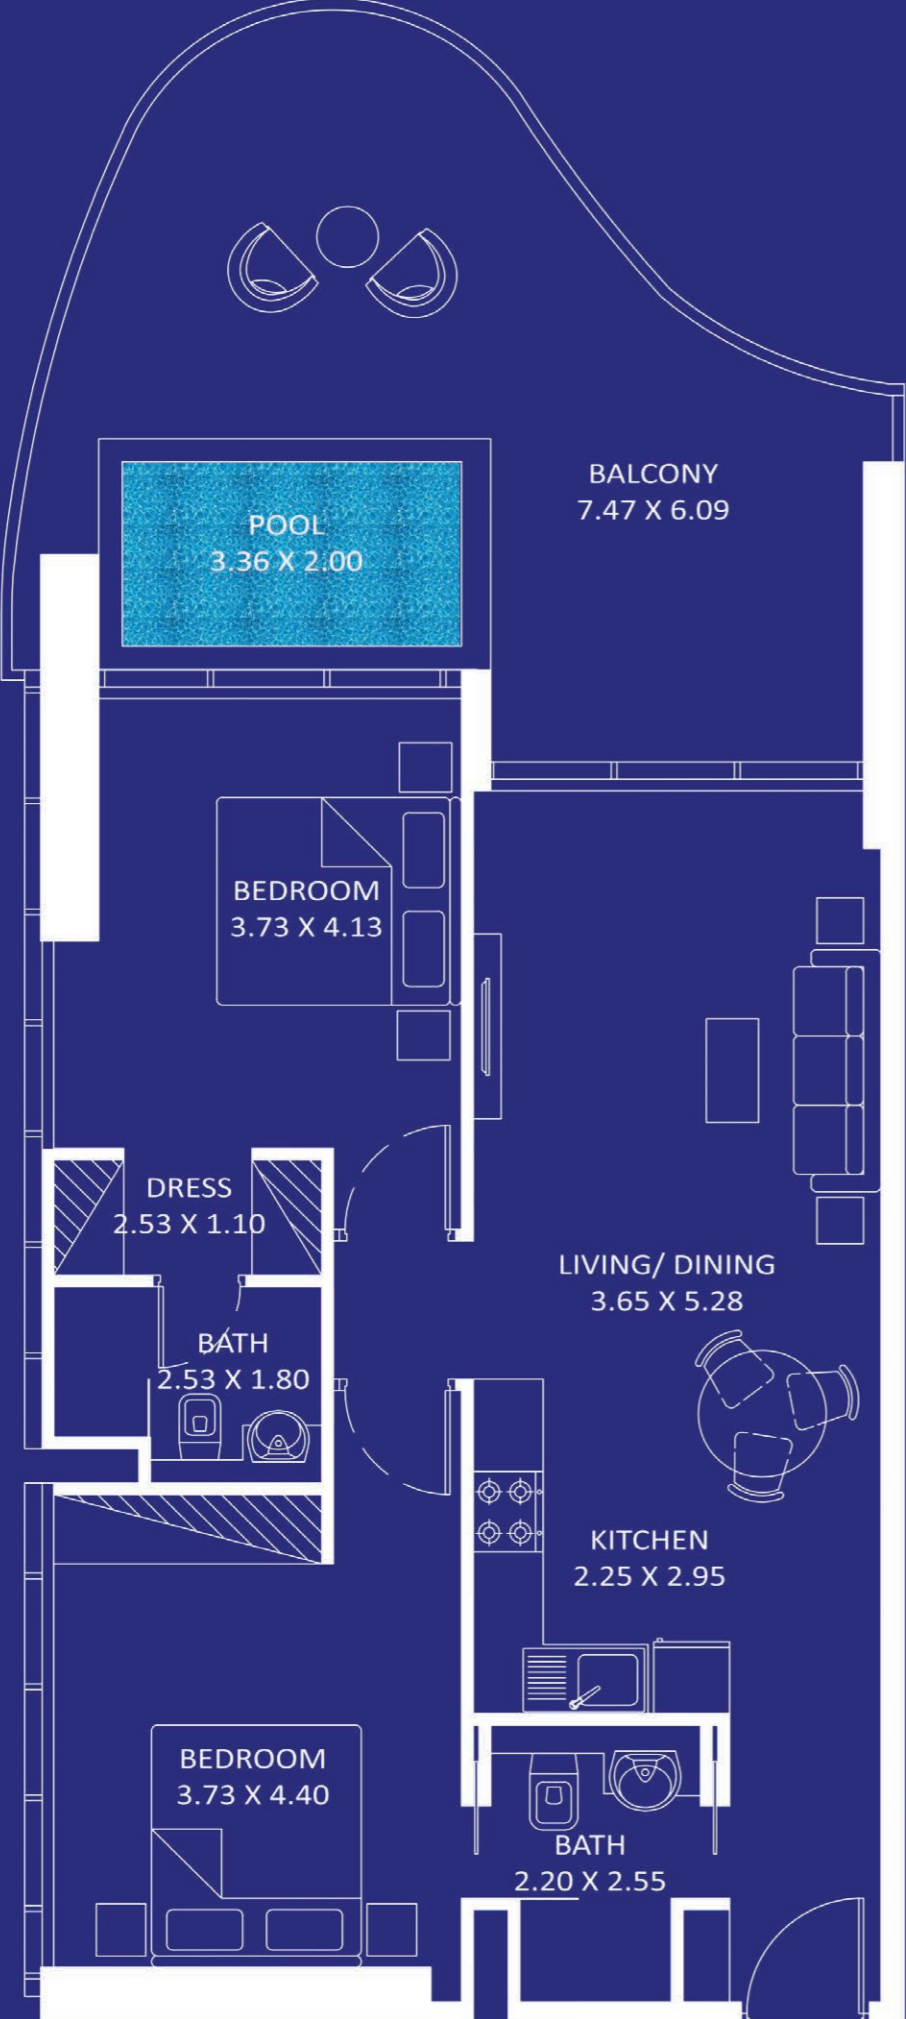 BALCONY
7.47 X 6.09
POOL
3.36 X 2.00
BEDROOM
3.73 X 4.13
DRESS
2.53 X 1.10
LIVING/ DINING
3.65 X 5.28
BATH
2.53 X 1.80
KITCHEN
2.25 X 2.95
BEDROOM
3.73 X 4.40
BATH
2.20 X 2.55